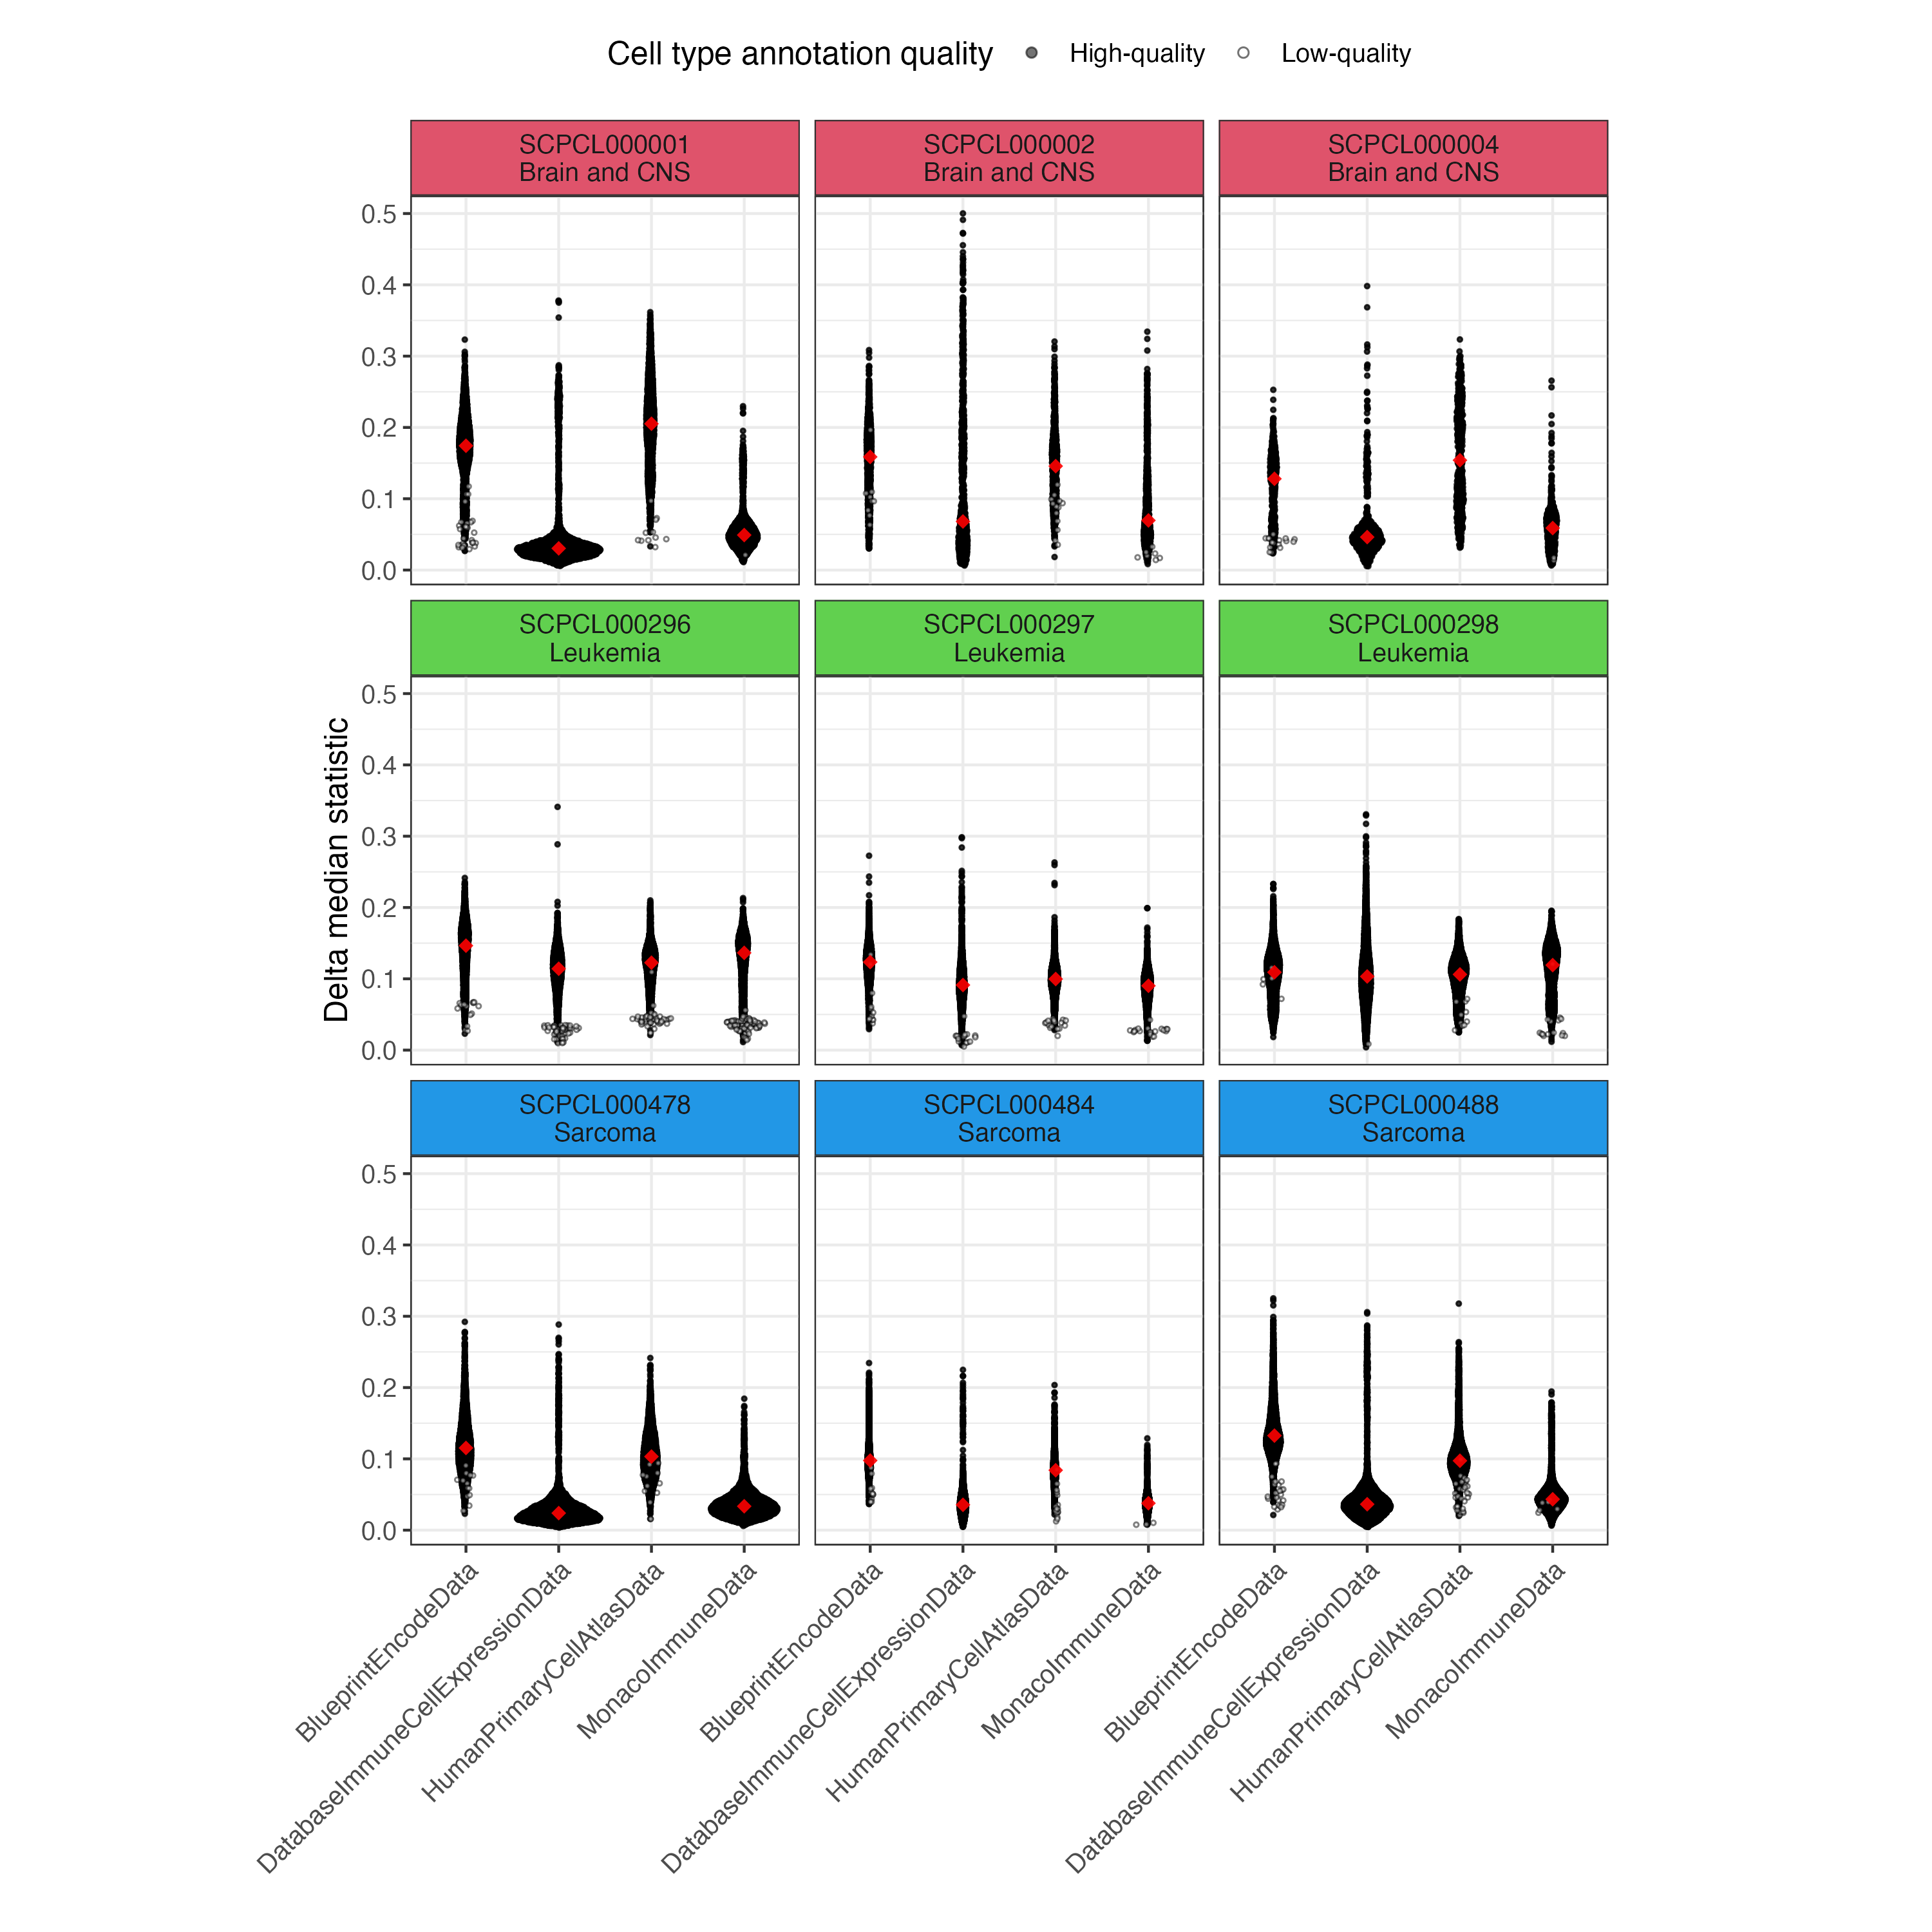 Cell type annotation quality High-quality Low-quality
SCPCL000001 SCPCL000002 SCPCL000004
Brain and CNS Brain and CNS Brain and CNS
0.5
0.4
0.3
0.2
0.1
0.0
SCPCL000296 SCPCL000297 SCPCL000298
Leukemia Leukemia Leukemia
Delta median statistic
0.5
0.4
0.3
0.2
0.1
0.0
SCPCL000478 SCPCL000484 SCPCL000488
Sarcoma Sarcoma Sarcoma
0.5
0.4
0.3
0.2
0.1
0.0
BlueprintEncodeData
DatabaseImmuneCellExpressionData
HumanPrimaryCellAtlasData
MonacoImmuneData
BlueprintEncodeData
DatabaseImmuneCellExpressionData
HumanPrimaryCellAtlasData
MonacoImmuneData
BlueprintEncodeData
DatabaseImmuneCellExpressionData
HumanPrimaryCellAtlasData
MonacoImmuneData